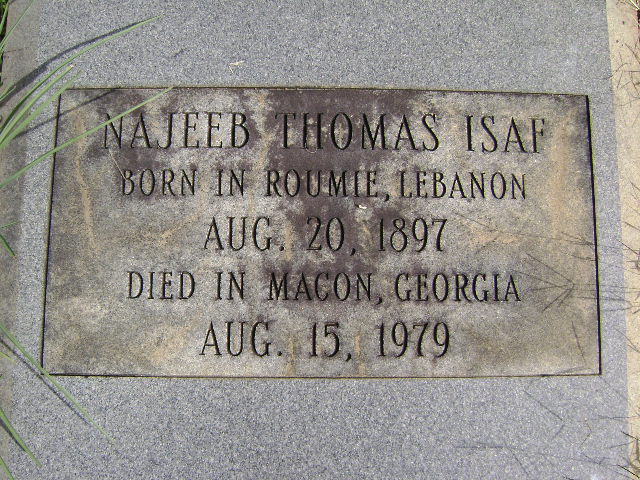 NAJEEB THOMAS ISAF
BORN IN ROUMIE, LEBANON
AUG. 20, 1897
DIED IN MACON, GEORGIA
AUG. 15, 1979